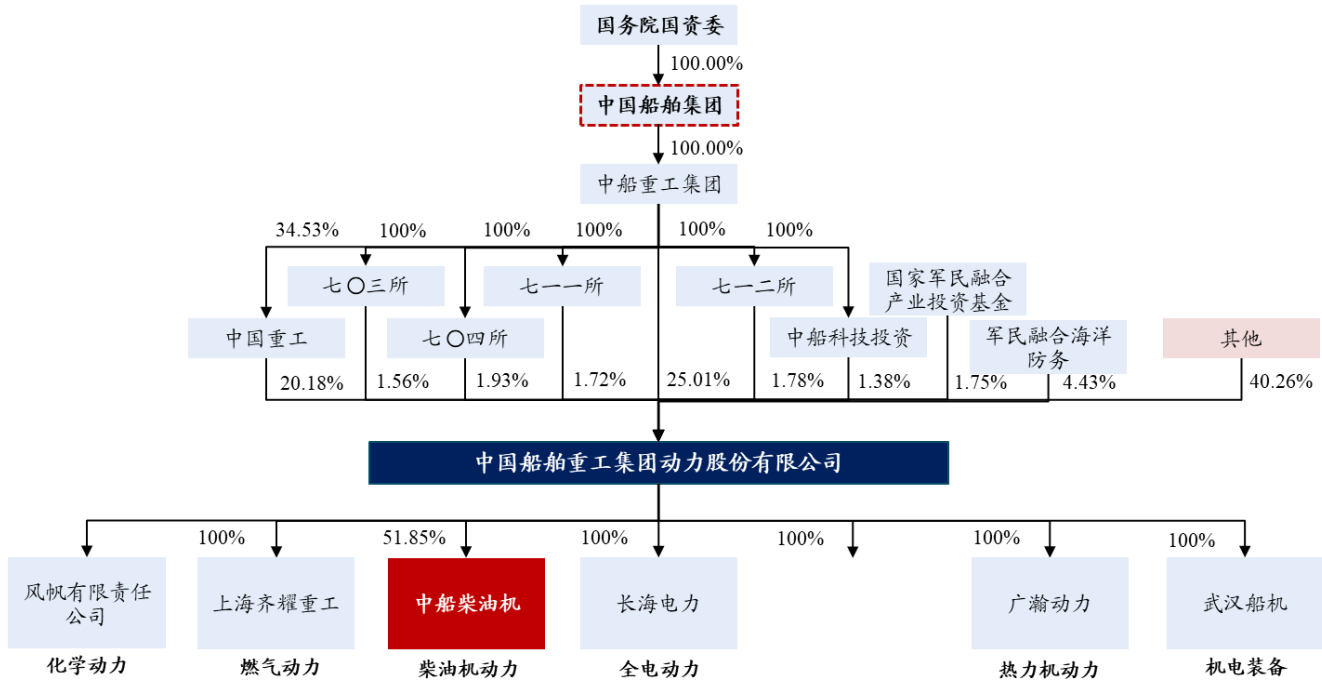 国务院国资委
100.00%
中国船舶集团
100.00%
中船重工集团
34.53%
100%
100%
100%
100%
100%
七〇三所
七一一所
七一二所
国家军民融合
产业投资基金
中国重工
七〇四所
中船科技投资
军民融合海洋
防务
其他
20.18%
1.56%
1.93%
1.72%
25.01%
1.78%
1.38%
1.75%
4.43%
40.26%
中国船舶重工集团动力股份有限公司
100%
51.85%
100%
100%
100%
100%
风帆有限责任
公司
上海齐耀重工
中船柴油机
长海电力
广瀚动力
武汉船机
化学动力
燃气动力
柴油机动力
全电动力
热力机动力
机电装备